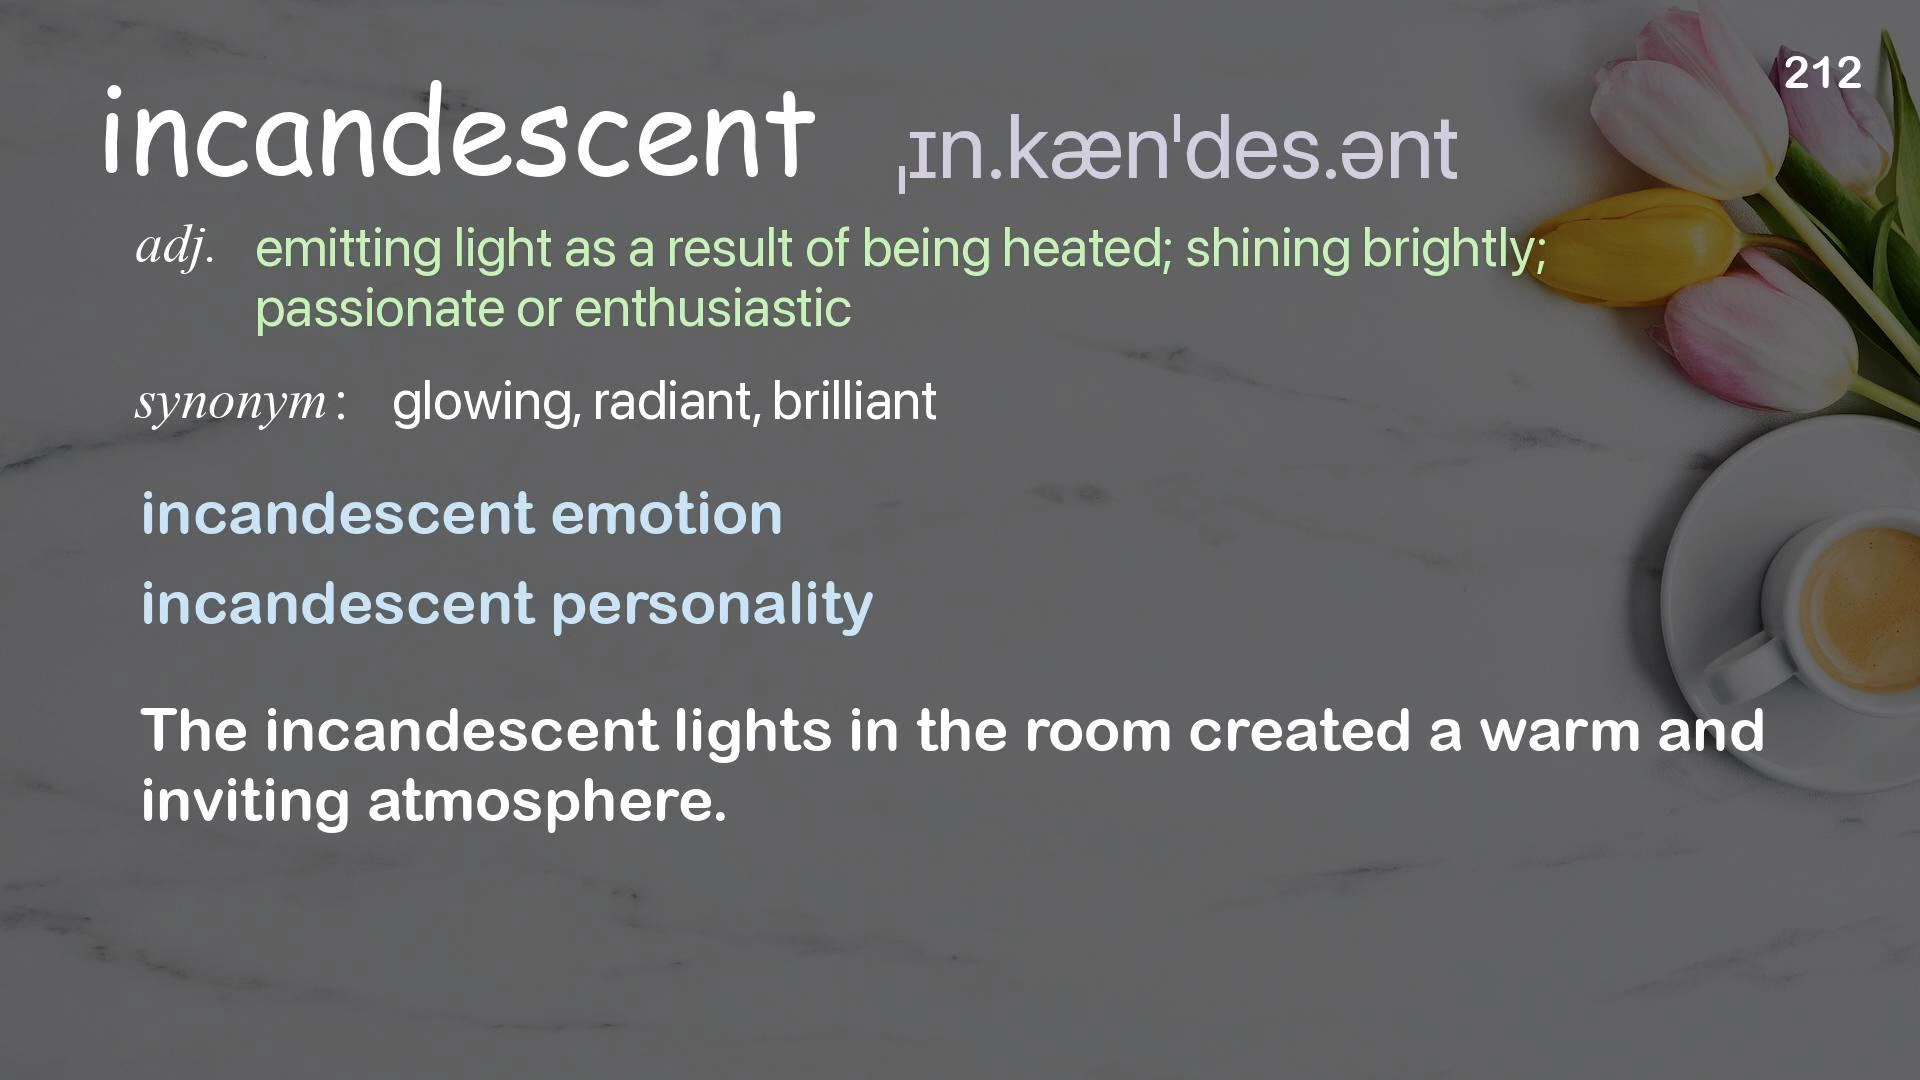 212
incandescent ˌɪn.kænˈdes.ənt
adj. emitting light as a result of being heated; shining brightly;
passionate or enthusiastic
synonym : glowing, radiant, brilliant
incandescent emotion
incandescent personality
The incandescent lights in the room created a warm and
inviting atmosphere.